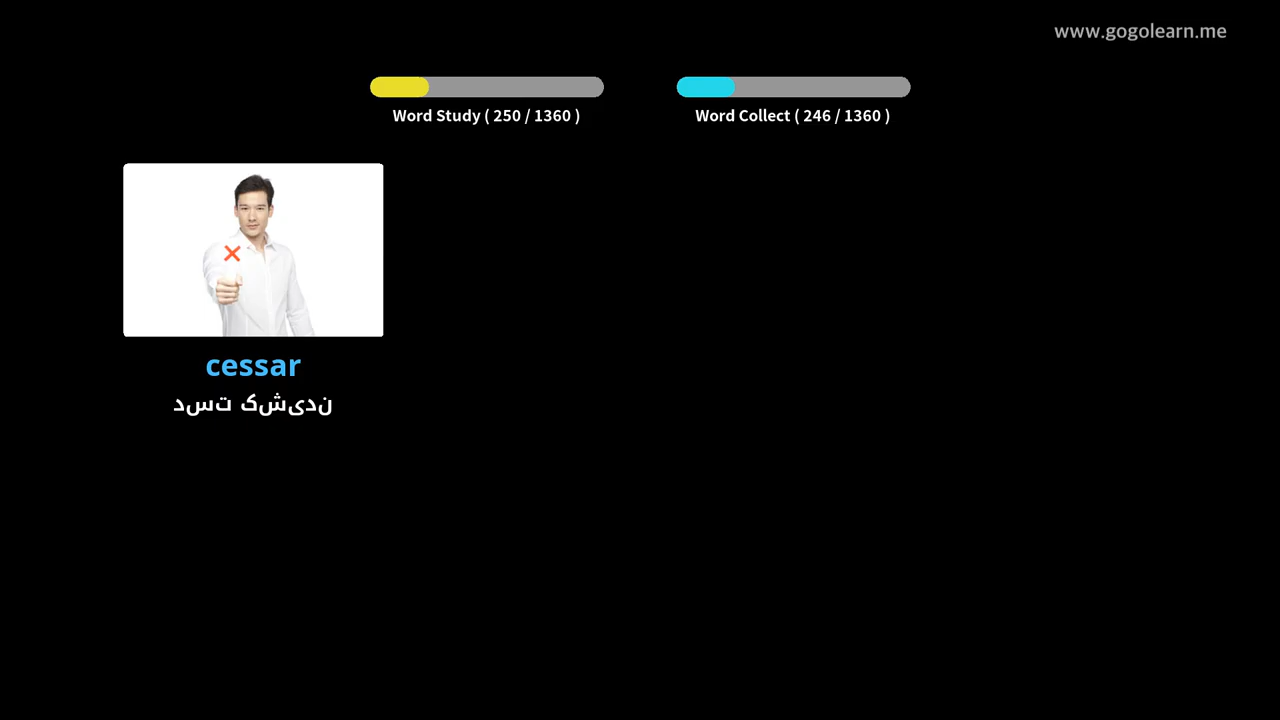 www.gogolearn.me
Word Study ( 250 / 1360 )
Word Collect ( 246 / 1360 )
cessar
دست کشیدن